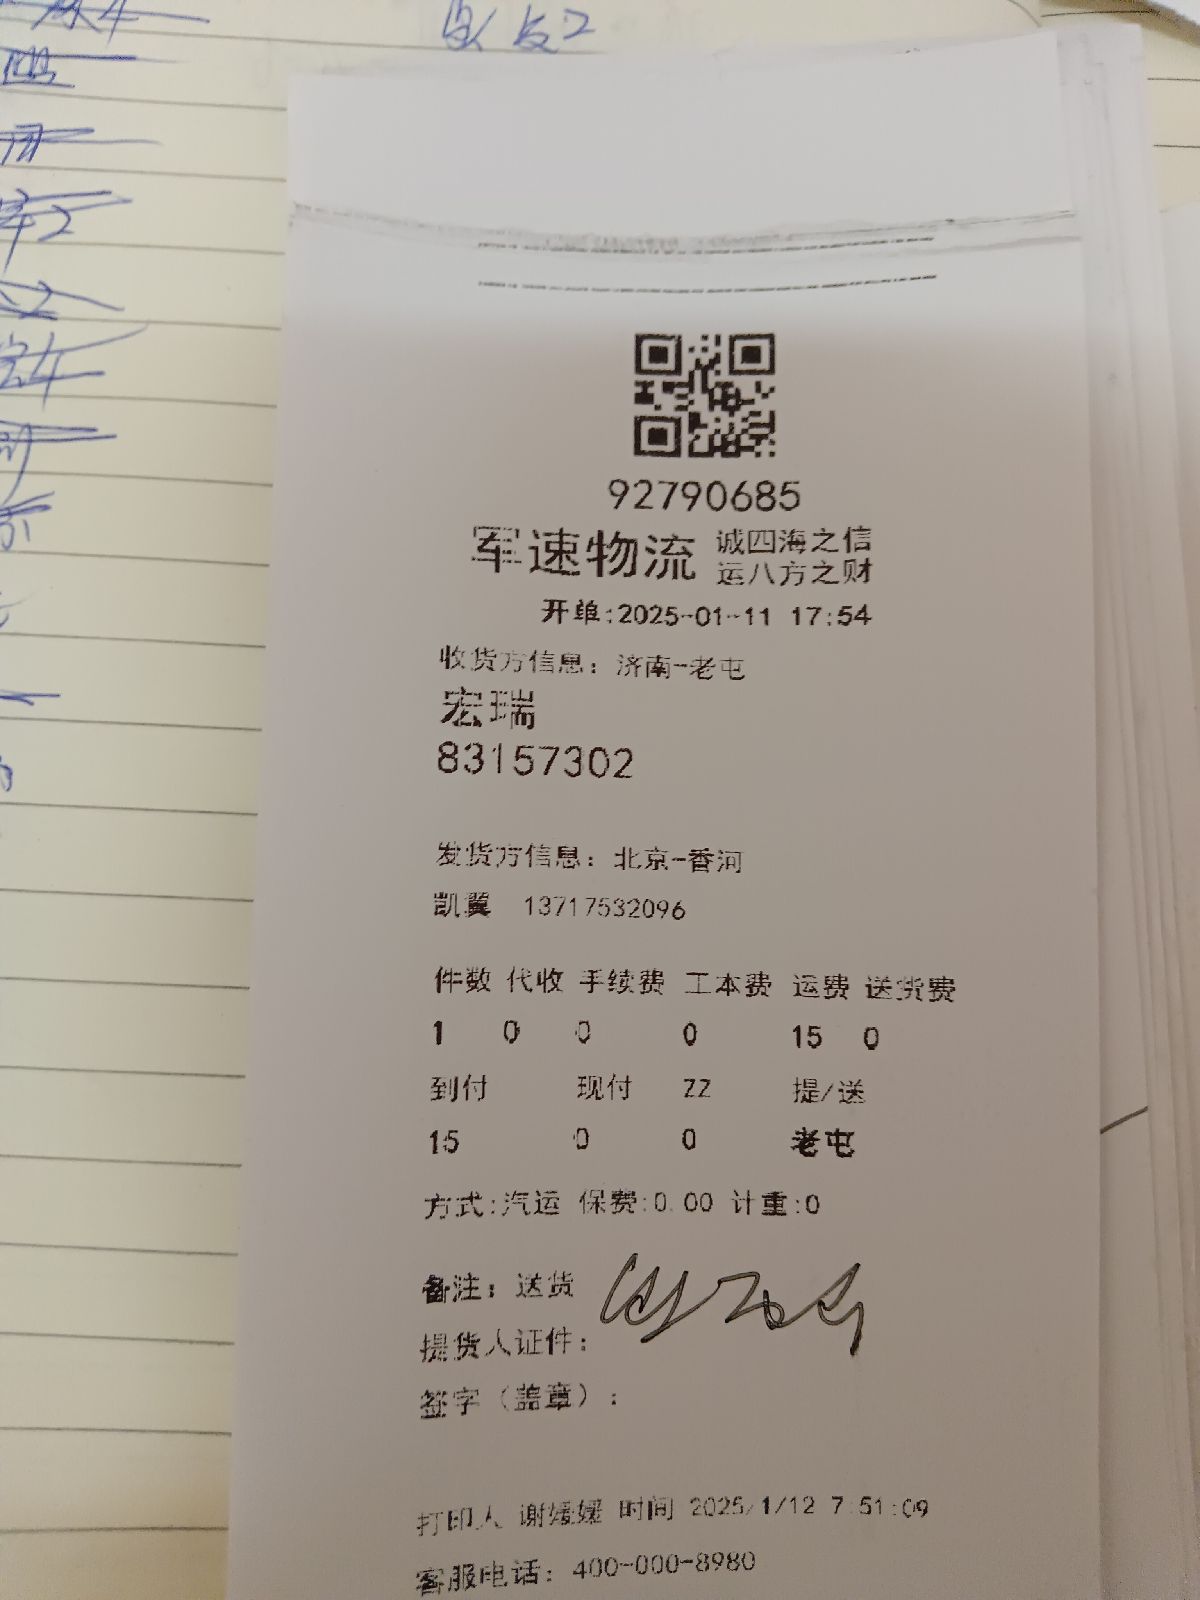 92790685
军速物流 诚四海之信
运八方之财
开单:2025-01-11 17:54
收货方信息: 济南-老屯
宏瑞
83157302
发货方信息: 北京-香河
凯翼 13717532096
件数 代收 手续费 工本费 运费 送货费
1 0 0 0 15 0
到付 现付 ZZ 提/送
15 0 0 老屯
方式:汽运 保费:0.00 计重:0
备注: 送货
提货人证件:
签字（盖章）:
打印人 谢媛媛 时间 2025/1/12 7:51:09
客服电话: 400-000-8980